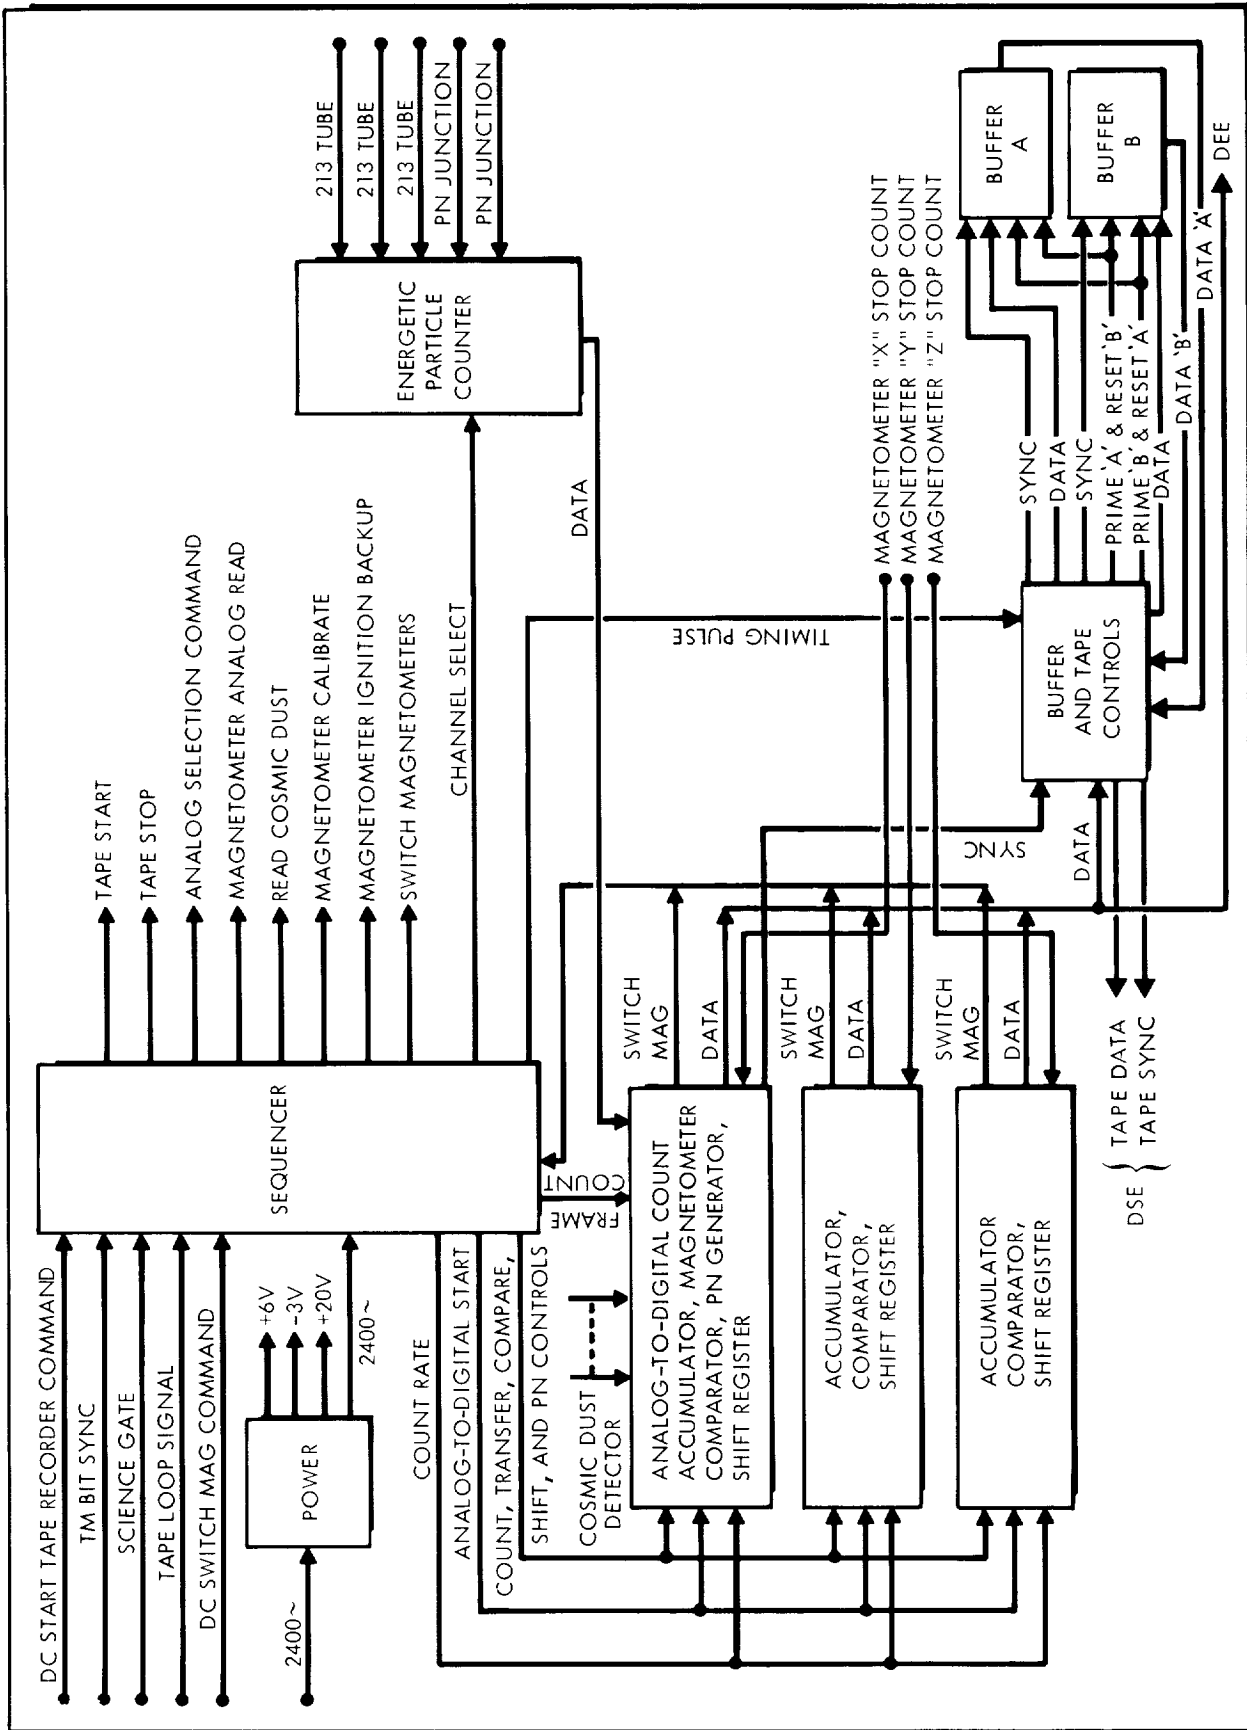 DC START TAPE RECORDER COMMAND
TM BIT SYNC
SCIENCE GATE
TAPE LOOP SIGNAL
DC SWITCH MAG COMMAND
2400~
POWER
+6V
-3V
+20V
2400~
SEQUENCER
TAPE START
TAPE STOP
ANALOG SELECTION COMMAND
MAGNETOMETER ANALOG READ
READ COSMIC DUST
MAGNETOMETER CALIBRATE
MAGNETOMETER IGNITION BACKUP
SWITCH MAGNETOMETERS
CHANNEL SELECT
213 TUBE
213 TUBE
213 TUBE
PN JUNCTION
PN JUNCTION
ENERGETIC
PARTICLE
COUNTER
DATA
TIMING PULSE
COUNT RATE
ANALOG-TO-DIGITAL START
COUNT, TRANSFER, COMPARE,
SHIFT, AND PN CONTROLS
FRAME
COUNT
COSMIC DUST
DETECTOR
ANALOG-TO-DIGITAL COUNT
ACCUMULATOR, MAGNETOMETER
COMPARATOR, PN GENERATOR,
SHIFT REGISTER
SWITCH
MAG
DATA
ACCUMULATOR,
COMPARATOR,
SHIFT REGISTER
SWITCH
MAG
DATA
ACCUMULATOR
COMPARATOR,
SHIFT REGISTER
SWITCH
MAG
DATA
MAGNETOMETER "X" STOP COUNT
MAGNETOMETER "Y" STOP COUNT
MAGNETOMETER "Z" STOP COUNT
SYNC
DATA
BUFFER
AND TAPE
CONTROLS
SYNC
DATA
SYNC
PRIME 'A' & RESET 'B'
PRIME 'B' & RESET 'A'
DATA
DATA 'B'
DATA 'A'
BUFFER
A
BUFFER
B
DEE
DSE
TAPE DATA
TAPE SYNC